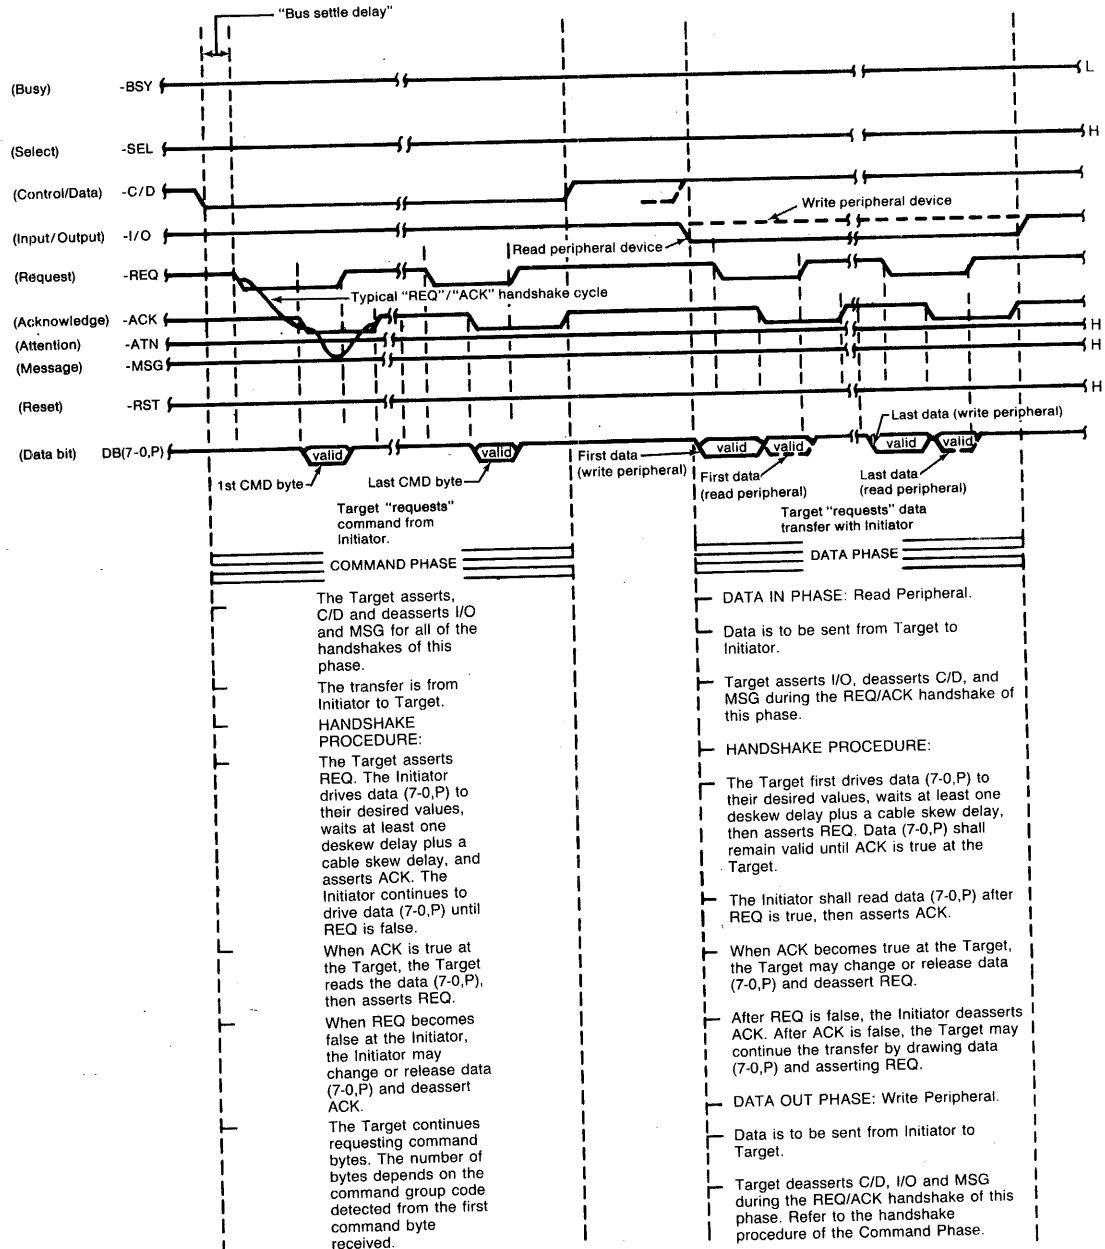 "Bus settle delay"
(Busy) -BSY L
(Select) -SEL H
(Control/Data) -C/D
Write peripheral device
(Input/Output) -I/O
Read peripheral device
(Request) -REQ
Typical "REQ"/"ACK" handshake cycle
(Acknowledge) -ACK
(Attention) -ATN H
(Message) -MSG H
(Reset) -RST H
Last data (write peripheral)
(Data bit) DB(7-0,P) valid valid valid valid valid valid
1st CMD byte
Last CMD byte
First data
(write peripheral)
First data
(read peripheral)
Last data
(read peripheral)
Target "requests"
command from
Initiator.
Target "requests" data
transfer with Initiator
COMMAND PHASE
DATA PHASE
The Target asserts,
C/D and deasserts I/O
and MSG for all of the
handshakes of this
phase.
The transfer is from
Initiator to Target.
HANDSHAKE
PROCEDURE:
The Target asserts
REQ. The Initiator
drives data (7-0,P) to
their desired values,
waits at least one
deskew delay plus a
cable skew delay, and
asserts ACK. The
Initiator continues to
drive data (7-0,P) until
REQ is false.
When ACK is true at
the Target, the Target
reads the data (7-0,P),
then asserts REQ.
When REQ becomes
false at the Initiator,
the Initiator may
change or release data
(7-0,P) and deassert
ACK.
The Target continues
requesting command
bytes. The number of
bytes depends on the
command group code
detected from the first
command byte
received.
DATA IN PHASE: Read Peripheral.
Data is to be sent from Target to
Initiator.
Target asserts I/O, deasserts C/D, and
MSG during the REQ/ACK handshake of
this phase.
HANDSHAKE PROCEDURE:
The Target first drives data (7-0,P) to
their desired values, waits at least one
deskew delay plus a cable skew delay,
then asserts REQ. Data (7-0,P) shall
remain valid until ACK is true at the
Target.
The Initiator shall read data (7-0,P) after
REQ is true, then asserts ACK.
When ACK becomes true at the Target,
the Target may change or release data
(7-0,P) and deassert REQ.
After REQ is false, the Initiator deasserts
ACK. After ACK is false, the Target may
continue the transfer by drawing data
(7-0,P) and asserting REQ.
DATA OUT PHASE: Write Peripheral.
Data is to be sent from Initiator to
Target.
Target deasserts C/D, I/O and MSG
during the REQ/ACK handshake of this
phase. Refer to the handshake
procedure of the Command Phase.